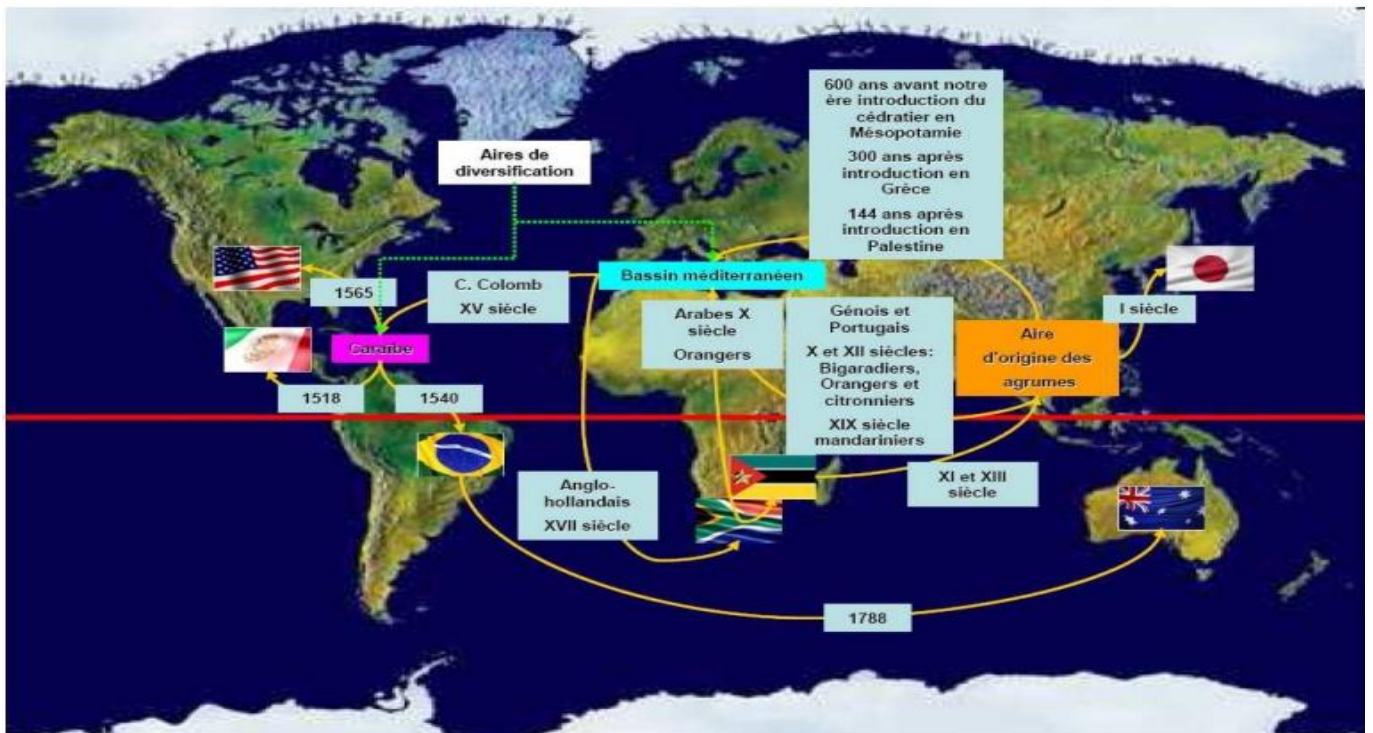 600 ans avant notre
ère introduction du
cédratier en
Mésopotamie
300 ans après
introduction en
Grèce
144 ans après
introduction en
Palestine
Aires de
diversification
Bassin méditerranéen
C. Colomb
XV siècle
1565
I siècle
Arabes X
siècle
Orangers
Génois et
Portugais
X et XII siècles:
Bigaradiers,
Orangers et
citronniers
XIX siècle
mandariniers
Aire
d'origine des
agrumes
Caraïbe
1518
1540
Anglo-
hollandais
XVII siècle
XI et XIII
siècle
1788